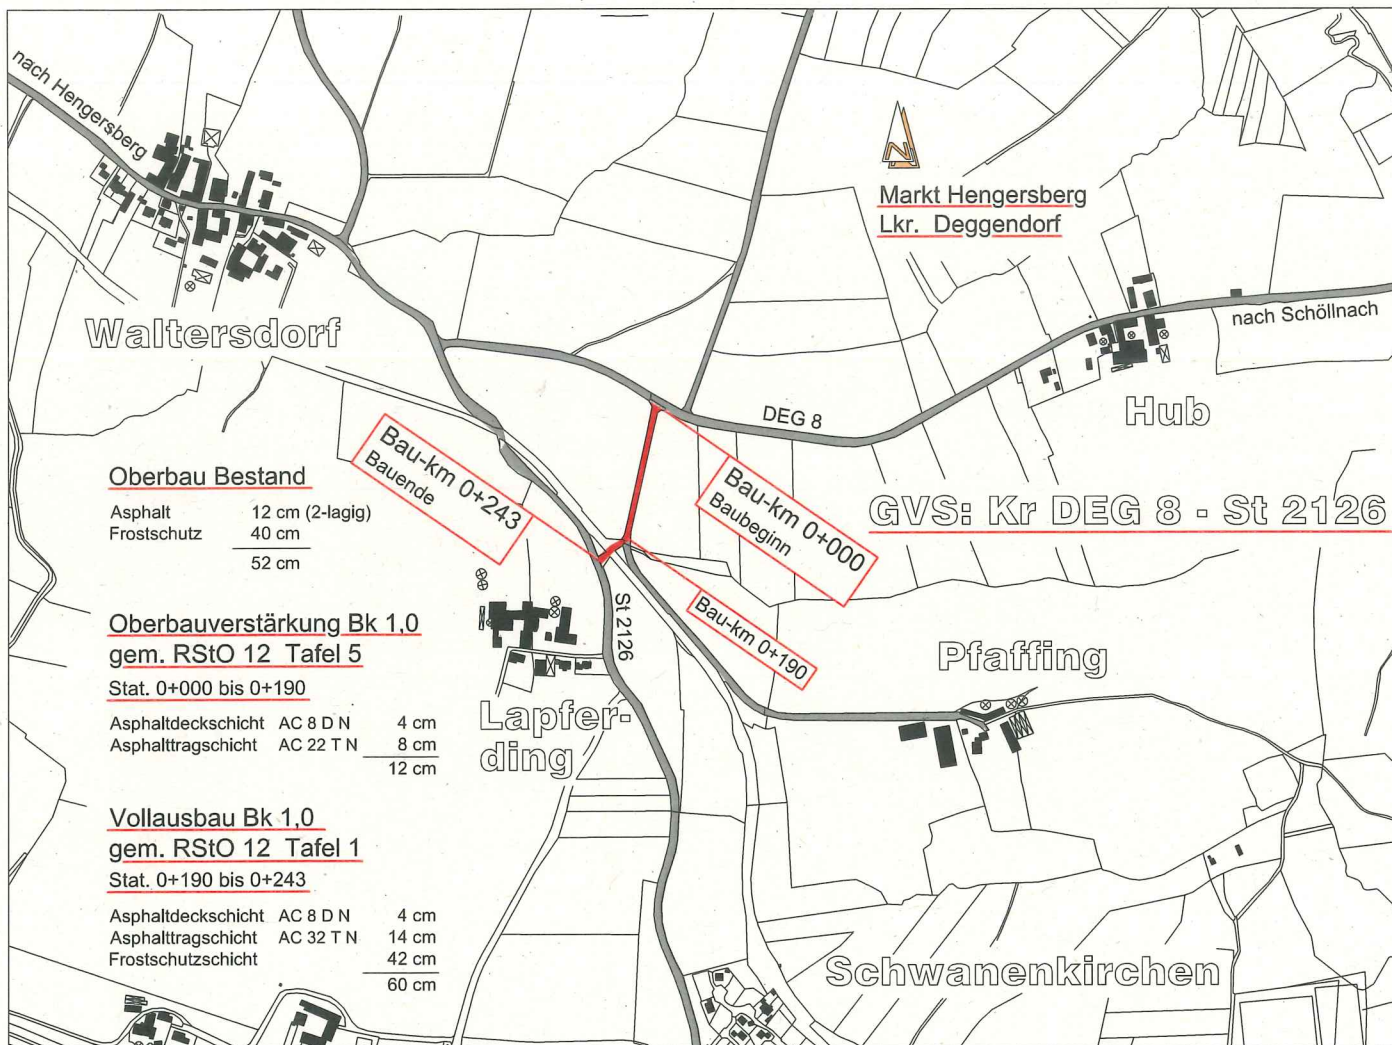 nach Hengersberg
N
Markt Hengersberg
Lkr. Deggendorf
Waltersdorf
nach Schöllnach
Hub
DEG 8
Bau-km 0+243
Bauende
Bau-km 0+000
Baubeginn
GVS: Kr DEG 8 - St 2126
Oberbau Bestand
Asphalt 12 cm (2-lagig)
Frostschutz 40 cm
52 cm
St 2126
Bau-km 0+190
Oberbauverstärkung Bk 1,0
gem. RStO 12 Tafel 5
Stat. 0+000 bis 0+190
Asphaltdeckschicht AC 8 D N 4 cm
Asphalttragschicht AC 22 T N 8 cm
12 cm
Pfaffing
Lapfer-
ding
Vollausbau Bk 1,0
gem. RStO 12 Tafel 1
Stat. 0+190 bis 0+243
Asphaltdeckschicht AC 8 D N 4 cm
Asphalttragschicht AC 32 T N 14 cm
Frostschutzschicht 42 cm
60 cm
Schwanenkirchen